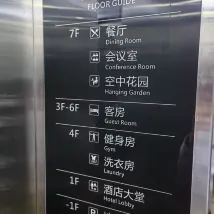 FLOOR GUIDE
7F 餐厅
Dining Room
会议室
Conference Room
空中花园
Hanging Garden
3F-6F 客房
Guest Room
4F 健身房
Gym
洗衣房
Laundry
1F 酒店大堂
Hotel Lobby
-1F P